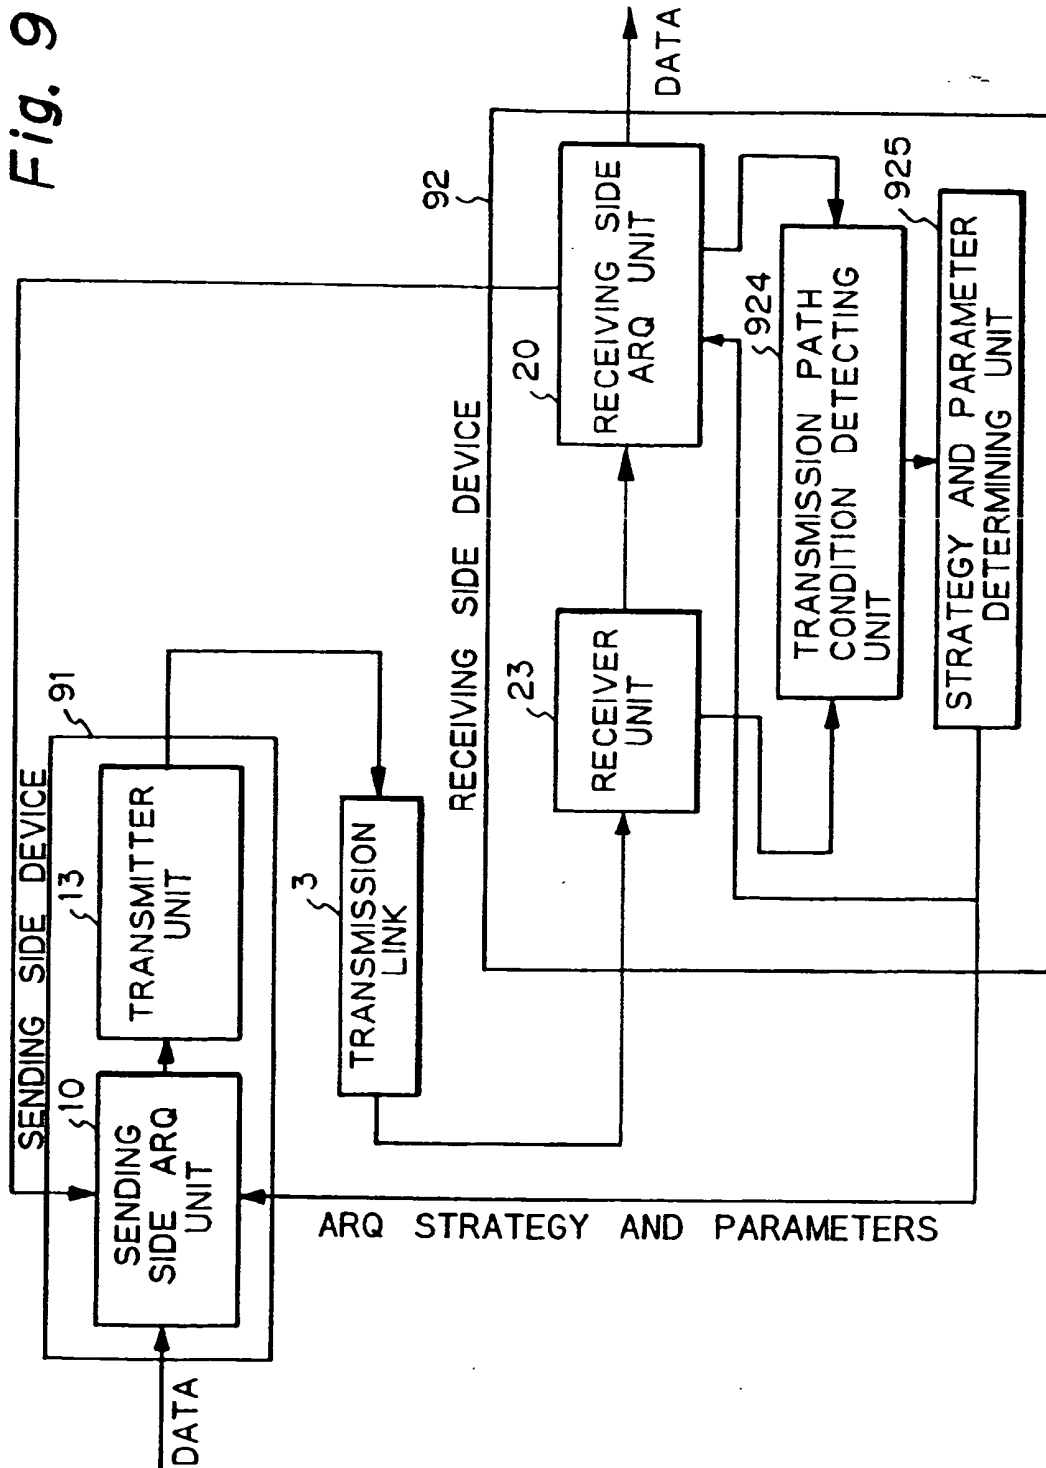 Fig. 9
SENDING SIDE DEVICE
91
DATA
10
SENDING
SIDE ARQ
UNIT
13
TRANSMITTER
UNIT
3
TRANSMISSION
LINK
ARQ STRATEGY AND PARAMETERS
RECEIVING SIDE DEVICE
92
23
RECEIVER
UNIT
20
RECEIVING SIDE
ARQ UNIT
DATA
924
TRANSMISSION PATH
CONDITION DETECTING
UNIT
925
STRATEGY AND PARAMETER
DETERMINING UNIT